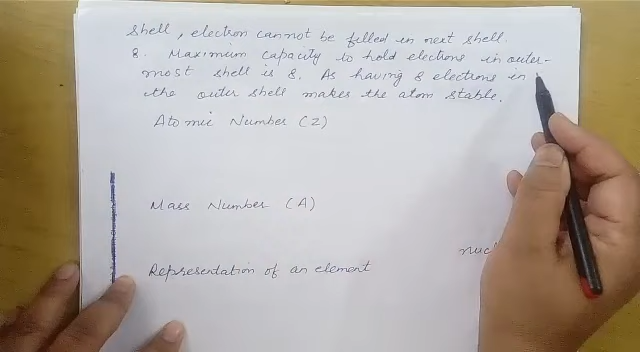 shell, electron cannot be filled in next shell.
8. Maximum capacity to hold electrons in outer-
most shell is 8. As having 8 electrons in
the outer shell makes the atom stable.
Atomic Number (Z)
Mass Number (A)
nucl
Representation of an element